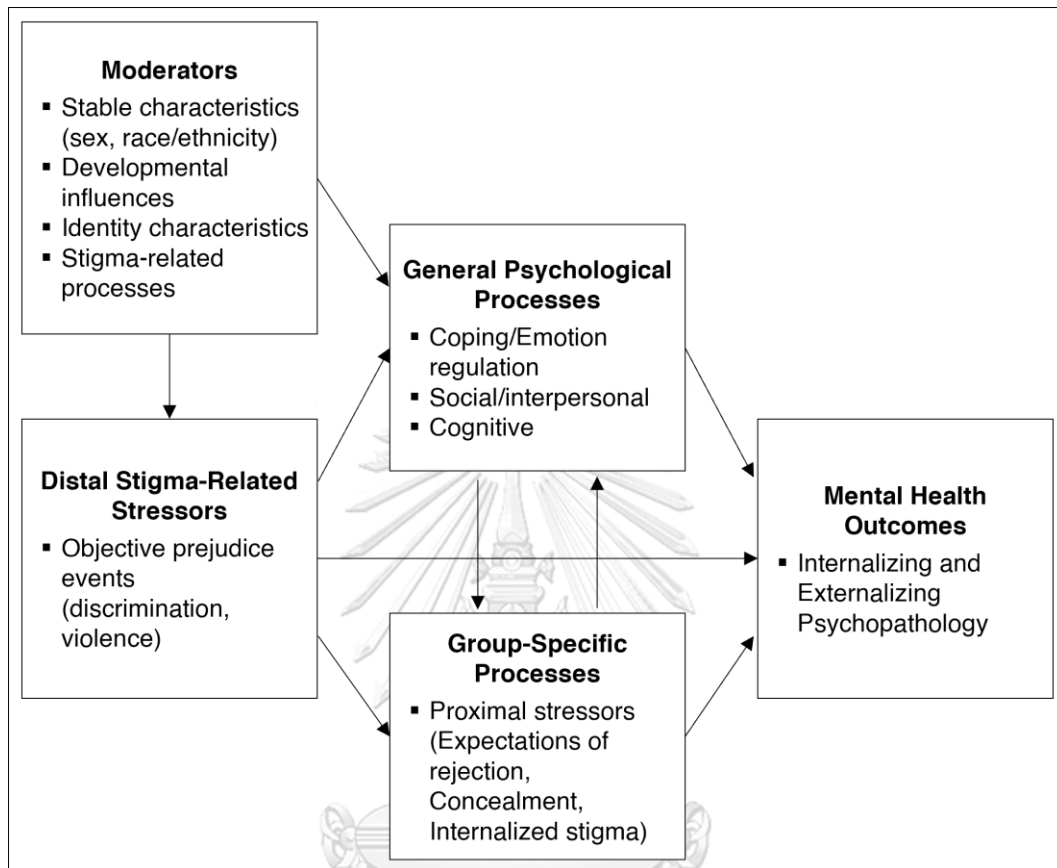 Moderators
▪ Stable characteristics
(sex, race/ethnicity)
▪ Developmental
influences
▪ Identity characteristics
▪ Stigma-related
processes
General Psychological
Processes
▪ Coping/Emotion
regulation
▪ Social/interpersonal
▪ Cognitive
Distal Stigma-Related
Stressors
▪ Objective prejudice
events
(discrimination,
violence)
Group-Specific
Processes
▪ Proximal stressors
(Expectations of
rejection,
Concealment,
Internalized stigma)
Mental Health
Outcomes
▪ Internalizing and
Externalizing
Psychopathology